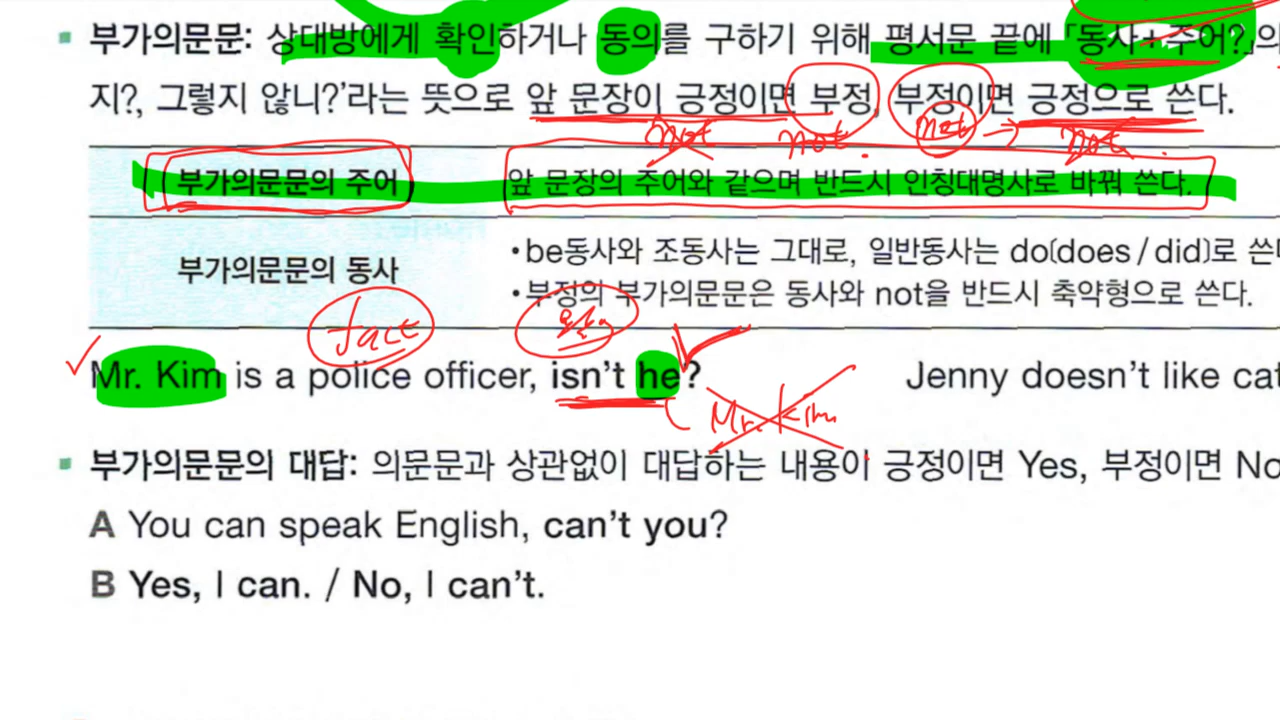 부가의문문: 상대방에게 확인하거나 동의를 구하기 위해 평서문 끝에 「동사+주어?」의
지?, 그렇지 않니?'라는 뜻으로 앞 문장이 긍정이면 부정, 부정이면 긍정으로 쓴다.
not not. not → not.
부가의문문의 주어 앞 문장의 주어와 같으며 반드시 인칭대명사로 바꿔 쓴다.
부가의문문의 동사
•be동사와 조동사는 그대로, 일반동사는 do(does / did)로 쓴
•부정의 부가의문문은 동사와 not을 반드시 축약형으로 쓴다.
fact
Mr. Kim is a police officer, isn't he? Jenny doesn't like cat
Mr. Kim
부가의문문의 대답: 의문문과 상관없이 대답하는 내용이 긍정이면 Yes, 부정이면 No
A You can speak English, can't you?
B Yes, I can. / No, I can't.